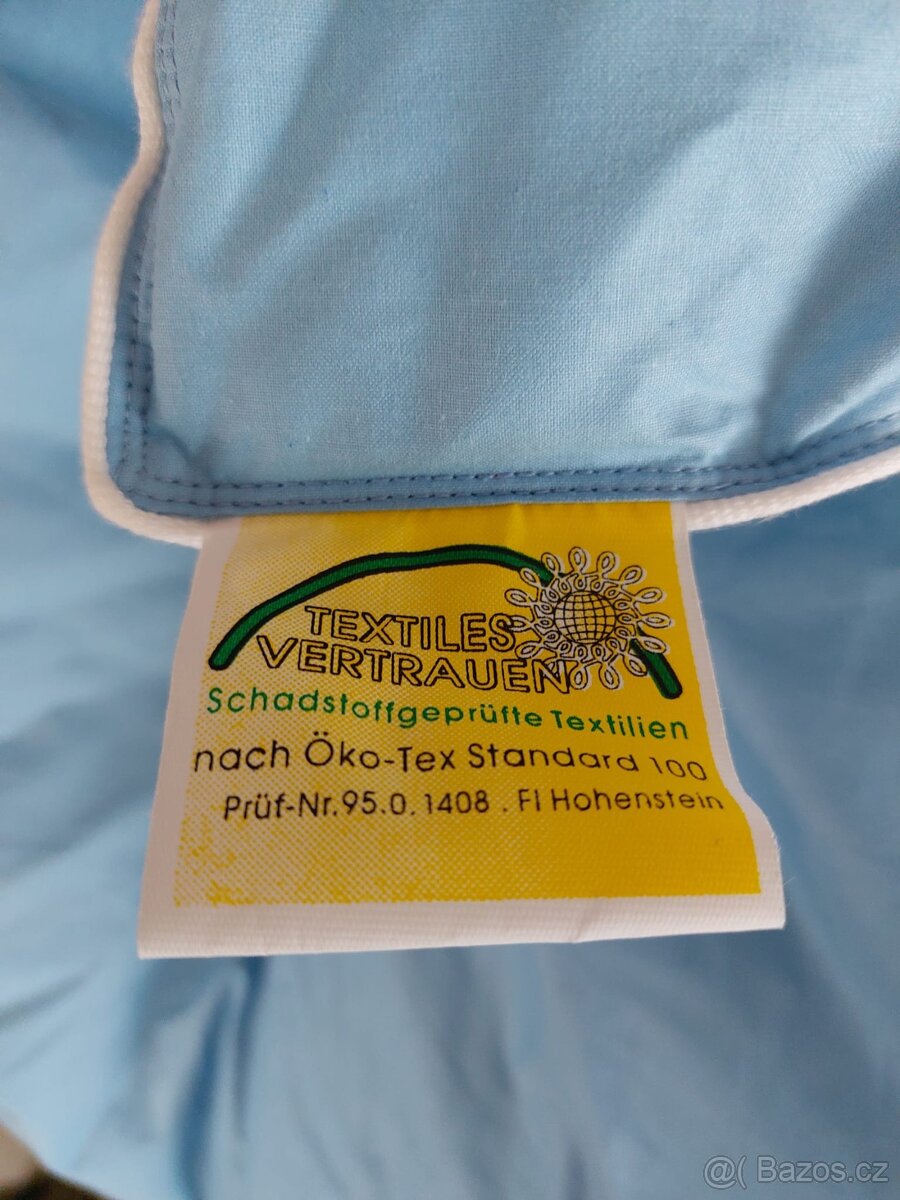 TEXTILES
VERTRAUEN
Schadstoffgeprüfte Textilien
nach Öko-Tex Standard 100
Prüf-Nr.95.0.1408 . FI Hohenstein
@( Bazos.cz